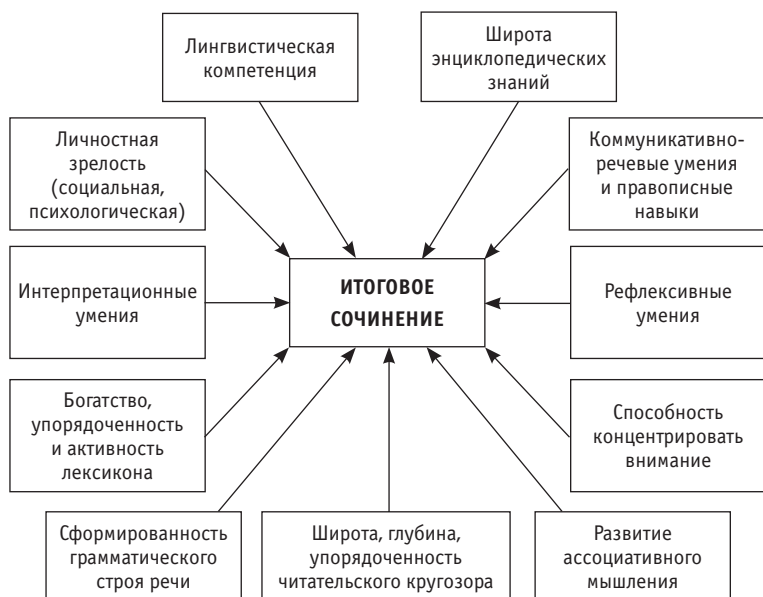 Лингвистическая
компетенция
Широта
энциклопедических
знаний
Личностная
зрелость
(социальная,
психологическая)
Коммуникативно-
речевые умения
и правописные
навыки
Интерпретационные
умения
ИТОГОВОЕ
СОЧИНЕНИЕ
Рефлексивные
умения
Богатство,
упорядоченность
и активность
лексикона
Способность
концентрировать
внимание
Сформированность
грамматического
строя речи
Широта, глубина,
упорядоченность
читательского кругозора
Развитие
ассоциативного
мышления